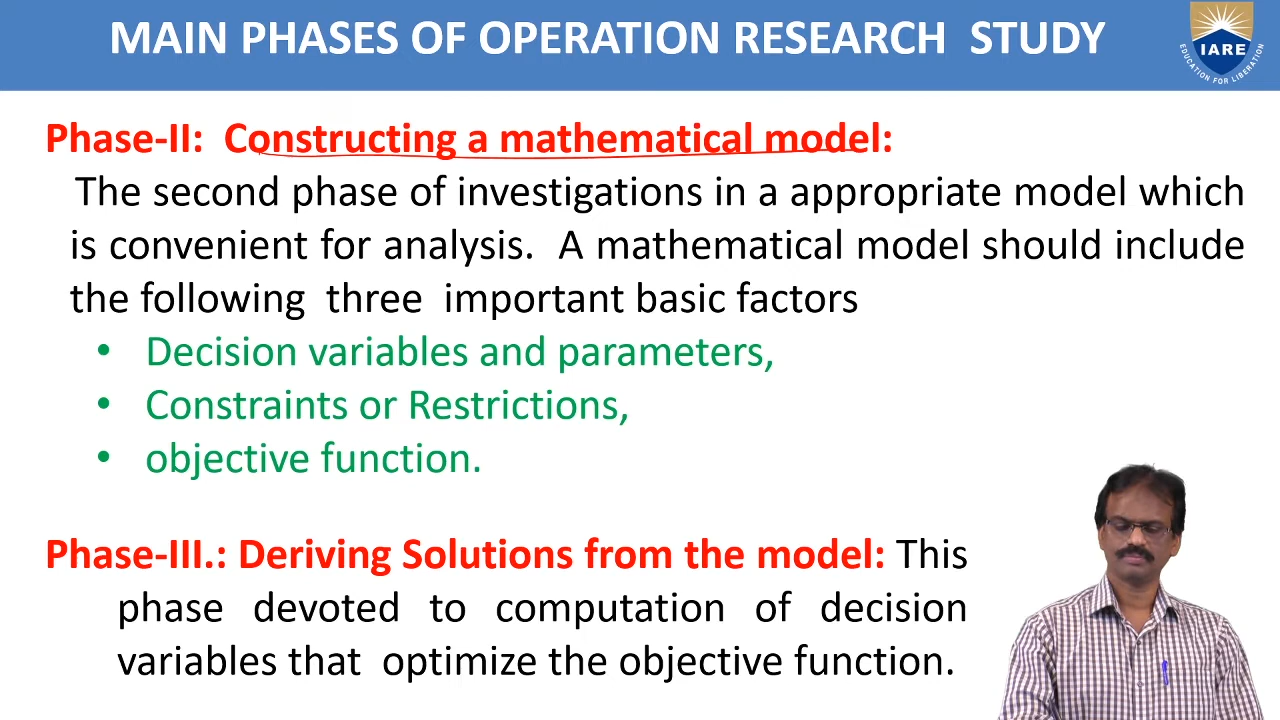 MAIN PHASES OF OPERATION RESEARCH STUDY
IARE
EDUCATION FOR LIBERATION
Phase-II: Constructing a mathematical model:
The second phase of investigations in a appropriate model which
is convenient for analysis. A mathematical model should include
the following three important basic factors
• Decision variables and parameters,
• Constraints or Restrictions,
• objective function.
Phase-III.: Deriving Solutions from the model: This
phase devoted to computation of decision
variables that optimize the objective function.